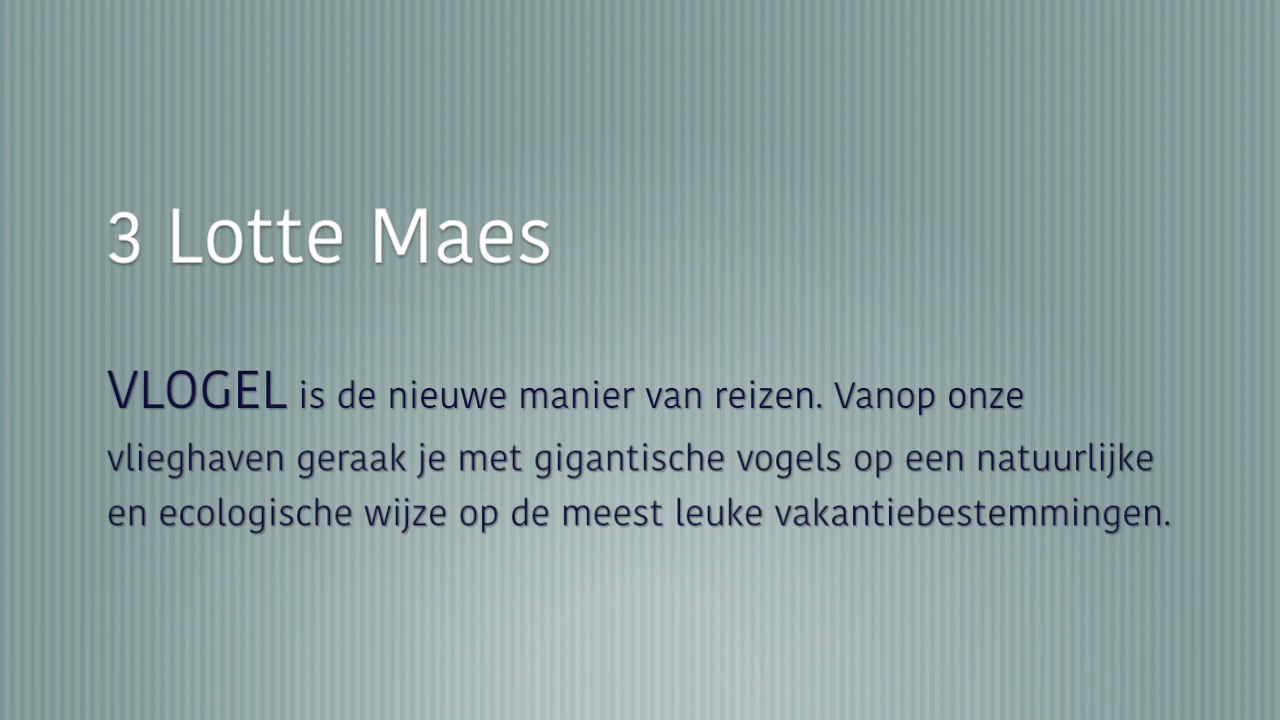 3 Lotte Maes
VLOGEL is de nieuwe manier van reizen. Vanop onze
vlieghaven geraak je met gigantische vogels op een natuurlijke
en ecologische wijze op de meest leuke vakantiebestemmingen.